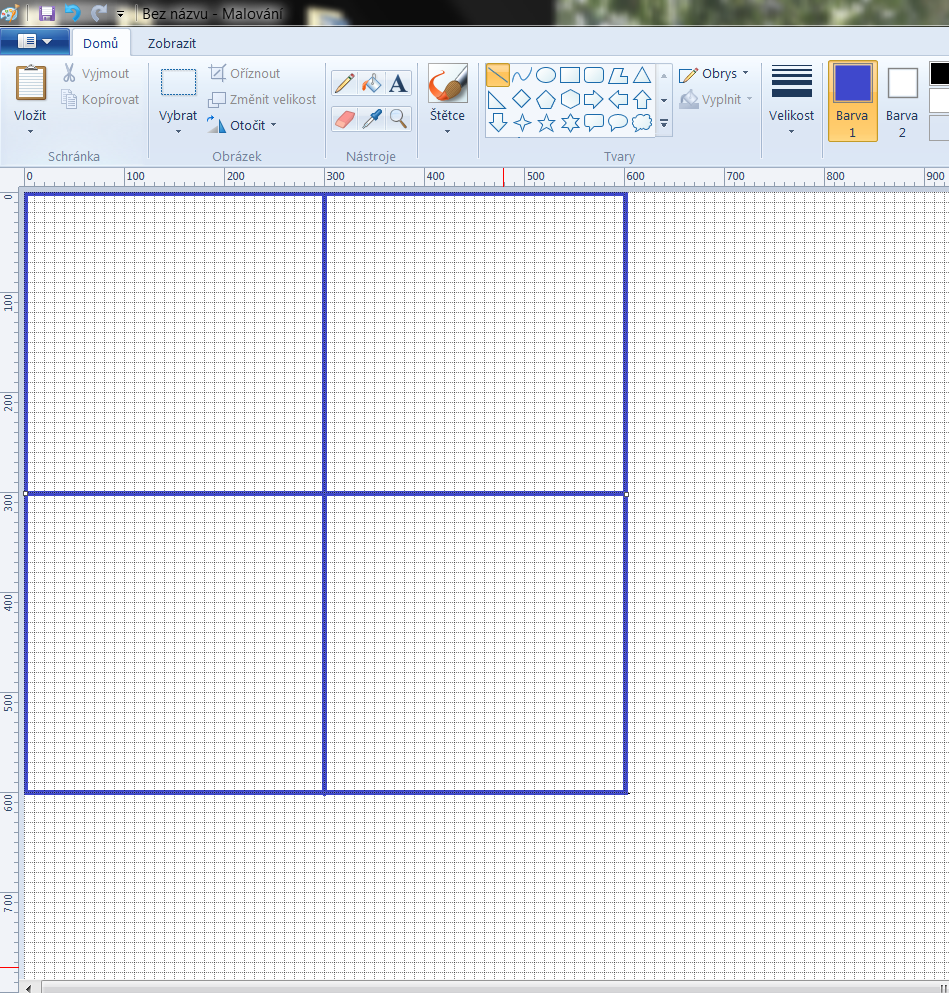 Bez názvu - Malování
Domů
Zobrazit
Vložit
Vyjmout
Kopírovat
Schránka
Vybrat
Oříznout
Změnit velikost
Otočit
Obrázek
A
Nástroje
Štětce
Tvary
Obrys
Vyplnit
Velikost
Barva
1
Barva
2
0 100 200 300 400 500 600 700 800 900
0
100
200
300
400
500
600
700